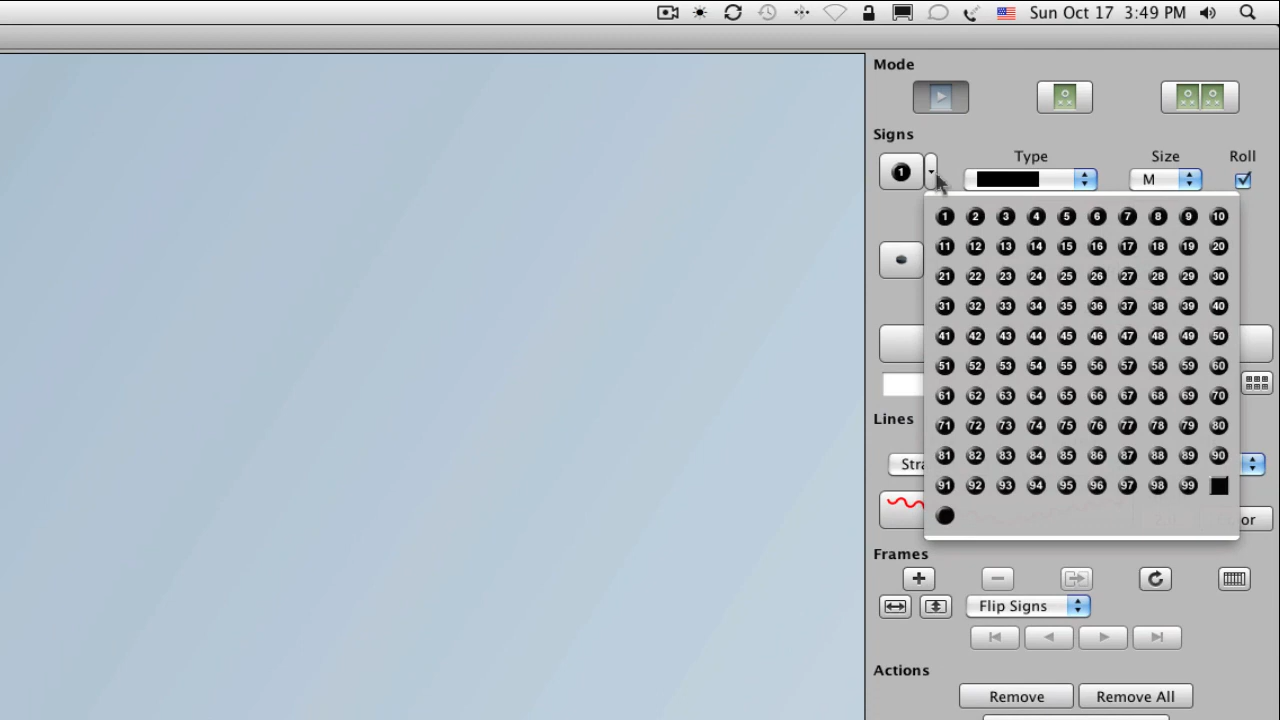 Sun Oct 17 3:49 PM
Mode
Signs
Type Size Roll
1
M
1 2 3 4 5 6 7 8 9 10
11 12 13 14 15 16 17 18 19 20
21 22 23 24 25 26 27 28 29 30
31 32 33 34 35 36 37 38 39 40
41 42 43 44 45 46 47 48 49 50
51 52 53 54 55 56 57 58 59 60
61 62 63 64 65 66 67 68 69 70
Lines
71 72 73 74 75 76 77 78 79 80
81 82 83 84 85 86 87 88 89 90
Stra
91 92 93 94 95 96 97 98 99
or
Frames
Flip Signs
Actions
Remove Remove All